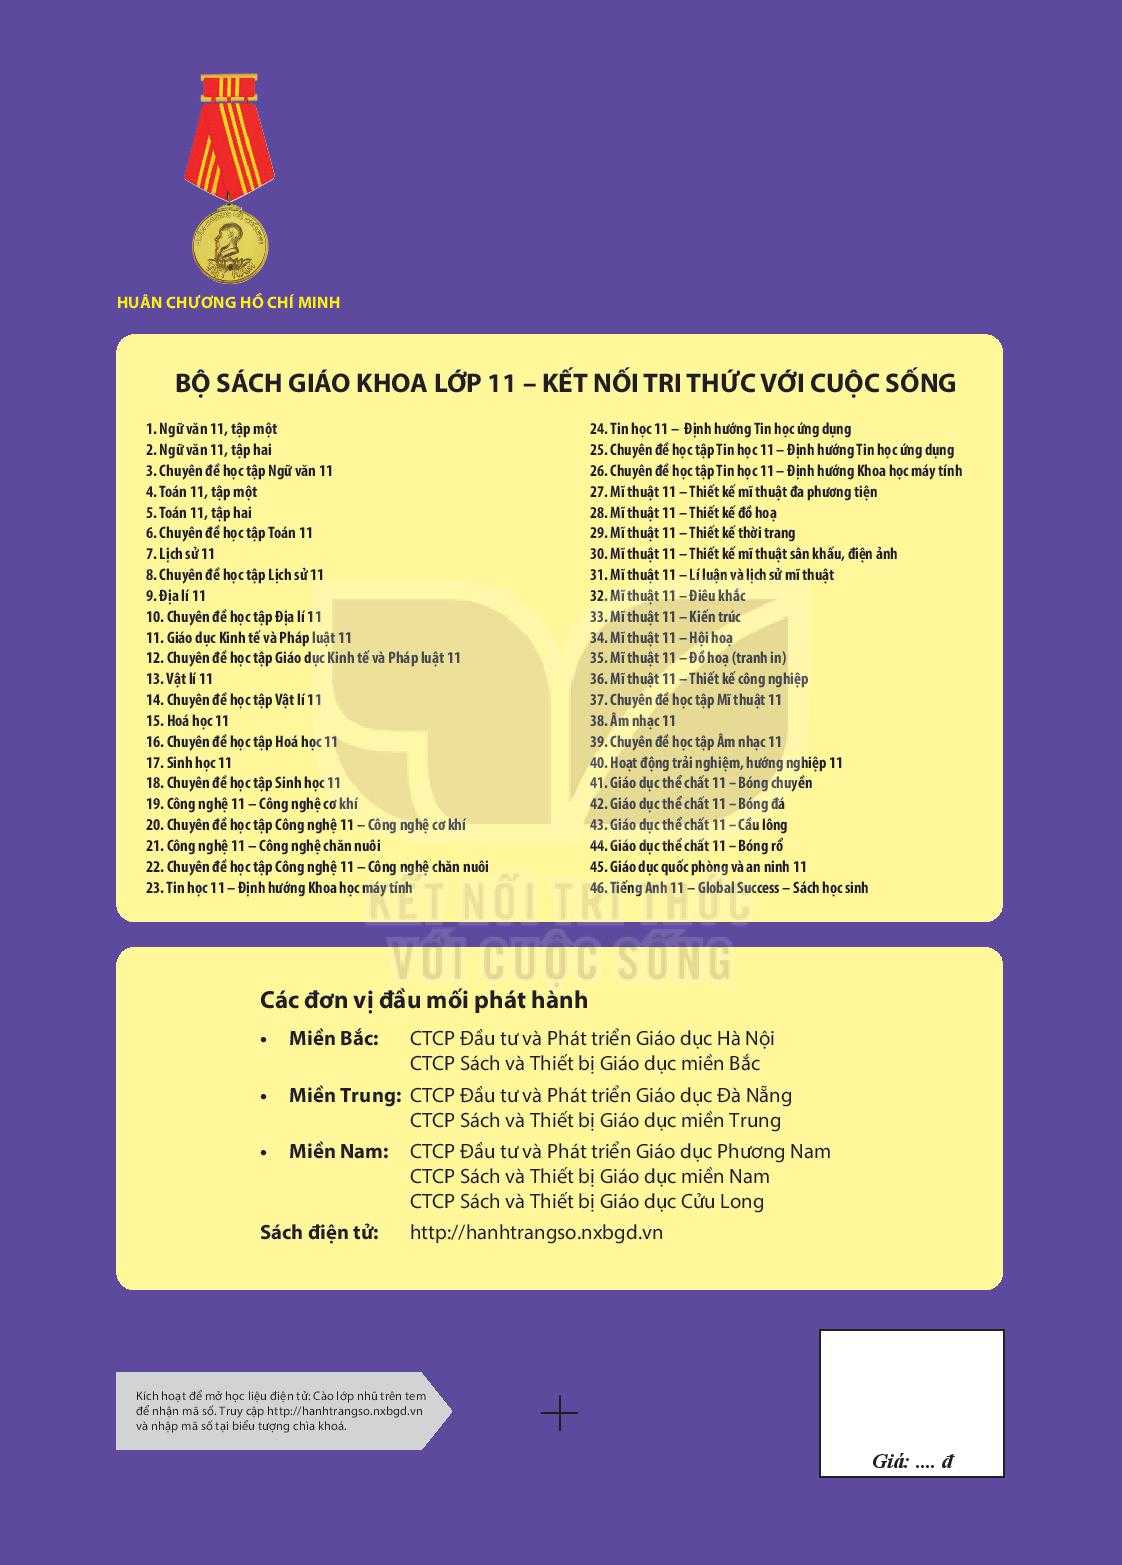 HUÂN CHƯƠNG HỒ CHÍ MINH
BỘ SÁCH GIÁO KHOA LỚP 11 – KẾT NỐI TRI THỨC VỚI CUỘC SỐNG
1. Ngữ văn 11, tập một
2. Ngữ văn 11, tập hai
3. Chuyên đề học tập Ngữ văn 11
4. Toán 11, tập một
5. Toán 11, tập hai
6. Chuyên đề học tập Toán 11
7. Lịch sử 11
8. Chuyên đề học tập Lịch sử 11
9. Địa lí 11
10. Chuyên đề học tập Địa lí 11
11. Giáo dục Kinh tế và Pháp luật 11
12. Chuyên đề học tập Giáo dục Kinh tế và Pháp luật 11
13. Vật lí 11
14. Chuyên đề học tập Vật lí 11
15. Hoá học 11
16. Chuyên đề học tập Hoá học 11
17. Sinh học 11
18. Chuyên đề học tập Sinh học 11
19. Công nghệ 11 – Công nghệ cơ khí
20. Chuyên đề học tập Công nghệ 11 – Công nghệ cơ khí
21. Công nghệ 11 – Công nghệ chăn nuôi
22. Chuyên đề học tập Công nghệ 11 – Công nghệ chăn nuôi
23. Tin học 11 – Định hướng Khoa học máy tính
24. Tin học 11 – Định hướng Tin học ứng dụng
25. Chuyên đề học tập Tin học 11 – Định hướng Tin học ứng dụng
26. Chuyên đề học tập Tin học 11 – Định hướng Khoa học máy tính
27. Mĩ thuật 11 – Thiết kế mĩ thuật đa phương tiện
28. Mĩ thuật 11 – Thiết kế đồ hoạ
29. Mĩ thuật 11 – Thiết kế thời trang
30. Mĩ thuật 11 – Thiết kế mĩ thuật sân khấu, điện ảnh
31. Mĩ thuật 11 – Lí luận và lịch sử mĩ thuật
32. Mĩ thuật 11 – Điêu khắc
33. Mĩ thuật 11 – Kiến trúc
34. Mĩ thuật 11 – Hội hoạ
35. Mĩ thuật 11 – Đồ hoạ (tranh in)
36. Mĩ thuật 11 – Thiết kế công nghiệp
37. Chuyên đề học tập Mĩ thuật 11
38. Âm nhạc 11
39. Chuyên đề học tập Âm nhạc 11
40. Hoạt động trải nghiệm, hướng nghiệp 11
41. Giáo dục thể chất 11 – Bóng chuyền
42. Giáo dục thể chất 11 – Bóng đá
43. Giáo dục thể chất 11 – Cầu lông
44. Giáo dục thể chất 11 – Bóng rổ
45. Giáo dục quốc phòng và an ninh 11
46. Tiếng Anh 11 – Global Success – Sách học sinh
KẾT NỐI TRI THỨC
VỚI CUỘC SỐNG
Các đơn vị đầu mối phát hành
• Miền Bắc: CTCP Đầu tư và Phát triển Giáo dục Hà Nội
CTCP Sách và Thiết bị Giáo dục miền Bắc
• Miền Trung: CTCP Đầu tư và Phát triển Giáo dục Đà Nẵng
CTCP Sách và Thiết bị Giáo dục miền Trung
• Miền Nam: CTCP Đầu tư và Phát triển Giáo dục Phương Nam
CTCP Sách và Thiết bị Giáo dục miền Nam
CTCP Sách và Thiết bị Giáo dục Cửu Long
Sách điện tử: http://hanhtrangso.nxbgd.vn
Kích hoạt để mở học liệu điện tử: Cào lớp nhũ trên tem
để nhận mã số. Truy cập http://hanhtrangso.nxbgd.vn
và nhập mã số tại biểu tượng chìa khoá.
Giá: .... đ